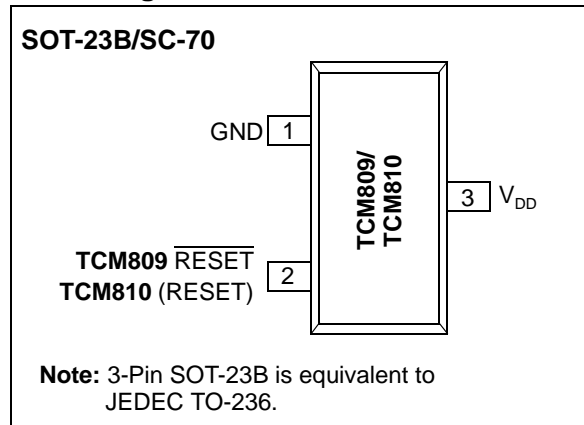 SOT-23B/SC-70
GND 1
TCM809/
TCM810
3 VDD
TCM809 RESET
2
TCM810 (RESET)
Note: 3-Pin SOT-23B is equivalent to
JEDEC TO-236.